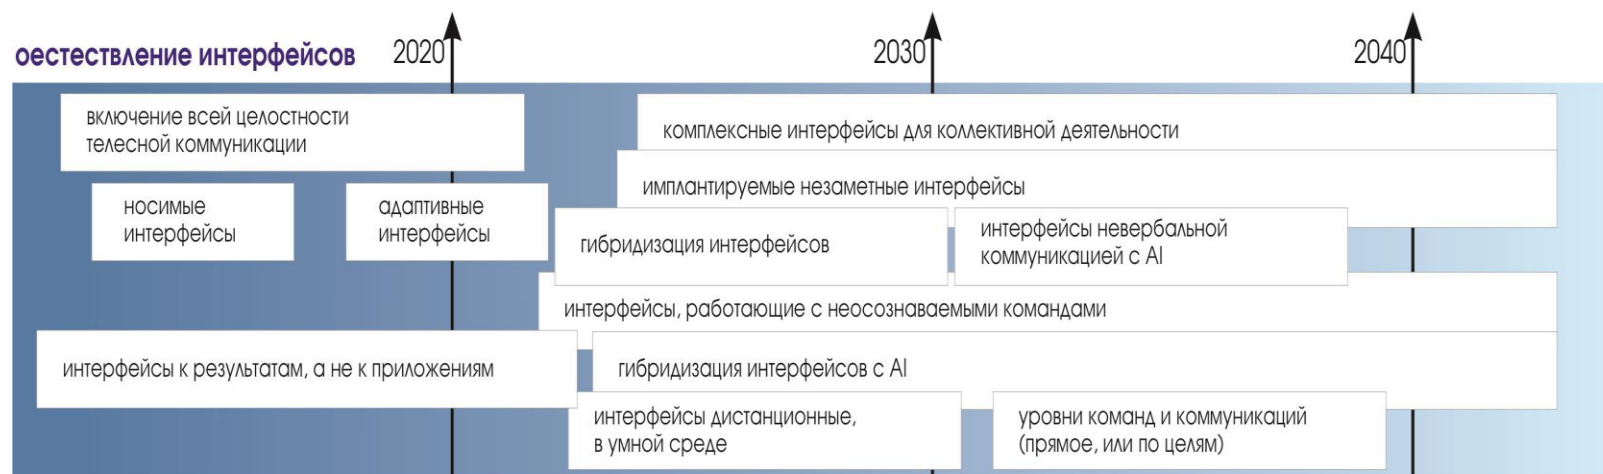 оестествление интерфейсов
2020
2030
2040
включение всей целостности
телесной коммуникации
комплексные интерфейсы для коллективной деятельности
имплантируемые незаметные интерфейсы
носимые
интерфейсы
адаптивные
интерфейсы
гибридизация интерфейсов
интерфейсы невербальной
коммуникацией с AI
интерфейсы, работающие с неосознаваемыми командами
интерфейсы к результатам, а не к приложениям
гибридизация интерфейсов с AI
интерфейсы дистанционные,
в умной среде
уровни команд и коммуникаций
(прямое, или по целям)